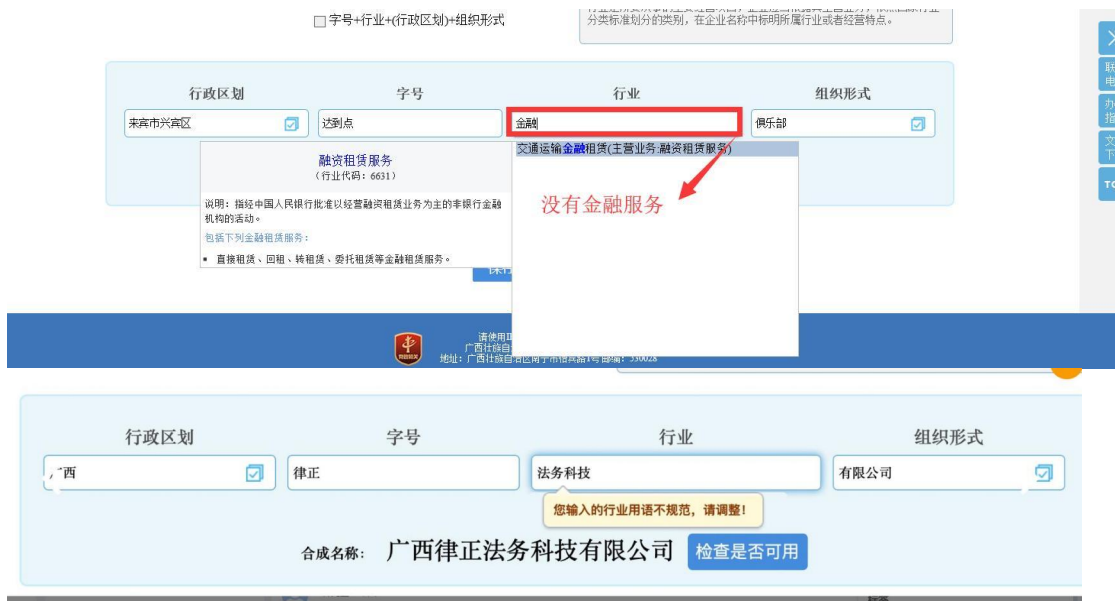 字号+行业+(行政区划)+组织形式
分类标准划分的类别，在企业名称中标明所属行业或者经营特点。
行政区划 字号 行业 组织形式
来宾市兴宾区 达到点 金融 俱乐部
交通运输金融租赁(主营业务:融资租赁服务)
融资租赁服务
（行业代码：6631）
说明：指经中国人民银行批准以经营融资租赁业务为主的非银行金融
机构的活动。
包括下列金融租赁服务：
▪ 直接租赁、回租、转租赁、委托租赁等金融租赁服务。
没有金融服务
请使用
广西壮族自
地址：广西壮族自治区南宁市
行政区划 字号 行业 组织形式
广西 律正 法务科技 有限公司
您输入的行业用语不规范，请调整！
合成名称: 广西律正法务科技有限公司 检查是否可用